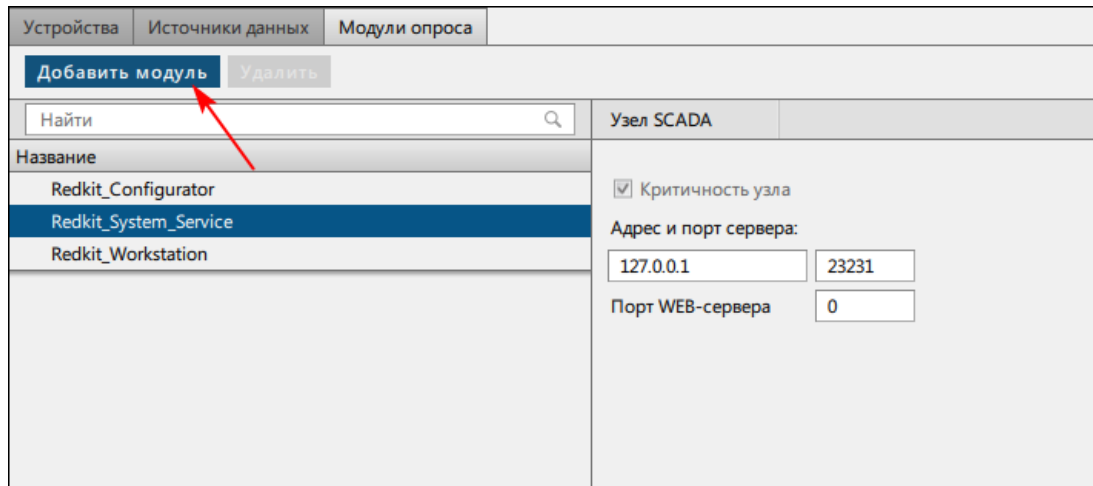 Устройства Источники данных Модули опроса
Добавить модуль Удалить
Найти
Узел SCADA
Название
Redkit_Configurator
Redkit_System_Service
Redkit_Workstation
Критичность узла
Адрес и порт сервера:
127.0.0.1 23231
Порт WEB-сервера 0